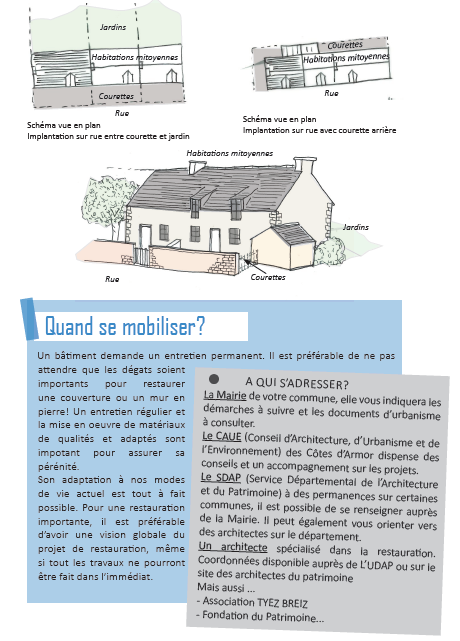 Jardins
Habitations mitoyennes
Courettes
Rue
Schéma vue en plan
Implantation sur rue entre courette et jardin
Courettes
Habitations mitoyennes
Rue
Schéma vue en plan
Implantation sur rue avec courette arrière
Habitations mitoyennes
Jardins
Rue
Courettes
Quand se mobiliser?
Un bâtiment demande un entretien permanent. Il est préférable de ne pas
attendre que les dégats soient
importants pour restaurer
une couverture ou un mur en
pierre! Un entretien régulier et
la mise en oeuvre de matériaux
de qualités et adaptés sont
impotant pour assurer sa
pérénité.
Son adaptation à nos modes
de vie actuel est tout à fait
possible. Pour une restauration
importante, il est préférable
d'avoir une vision globale du
projet de restauration, même
si tout les travaux ne pourront
être fait dans l'immédiat.
A QUI S'ADRESSER?
La Mairie de votre commune, elle vous indiquera les
démarches à suivre et les documents d'urbanisme
à consulter.
Le CAUE (Conseil d'Architecture, d'Urbanisme et de
l'Environnement) des Côtes d'Armor dispense des
conseils et un accompagnement sur les projets.
Le SDAP (Service Départemental de l'Architecture
et du Patrimoine) à des permanences sur certaines
communes, il est possible de se renseigner auprès
de la Mairie. Il peut également vous orienter vers
des architectes sur le département.
Un architecte spécialisé dans la restauration.
Coordonnées disponible auprès de L'UDAP ou sur le
site des architectes du patrimoine
Mais aussi ...
- Association TYEZ BREIZ
- Fondation du Patrimoine...